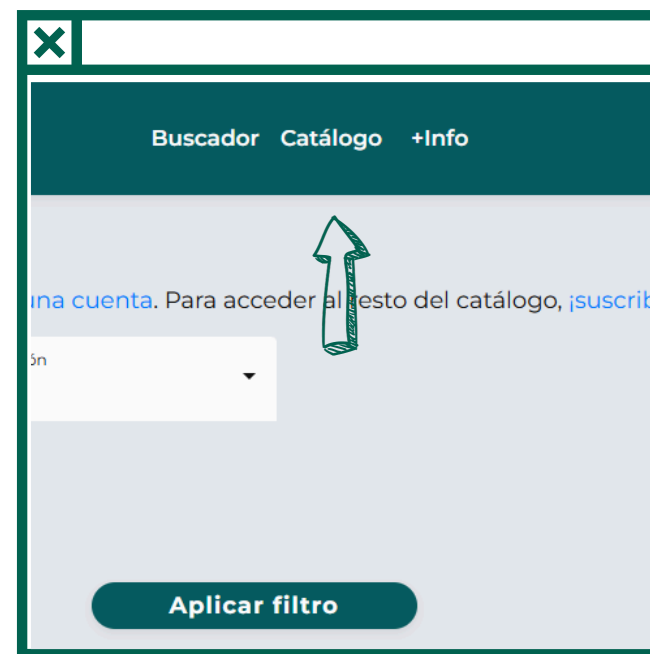 Buscador Catálogo +Info
una cuenta. Para acceder al resto del catálogo, ¡suscrib
ón
Aplicar filtro